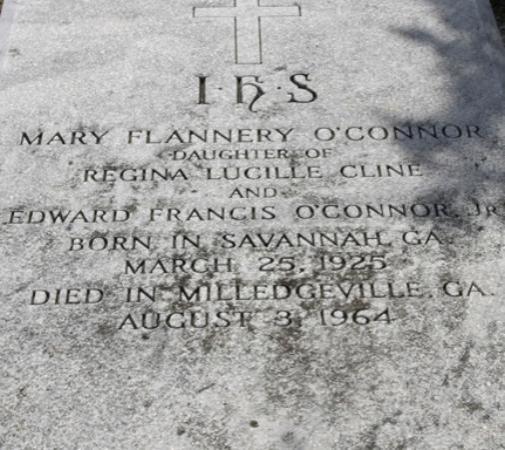 I·H·S
MARY FLANNERY O'CONNOR
DAUGHTER OF
REGINA LUCILLE CLINE
AND
EDWARD FRANCIS O'CONNOR, Jr
BORN IN SAVANNAH, GA.
MARCH 25, 1925
DIED IN MILLEDGEVILLE, GA.
AUGUST 3, 1964